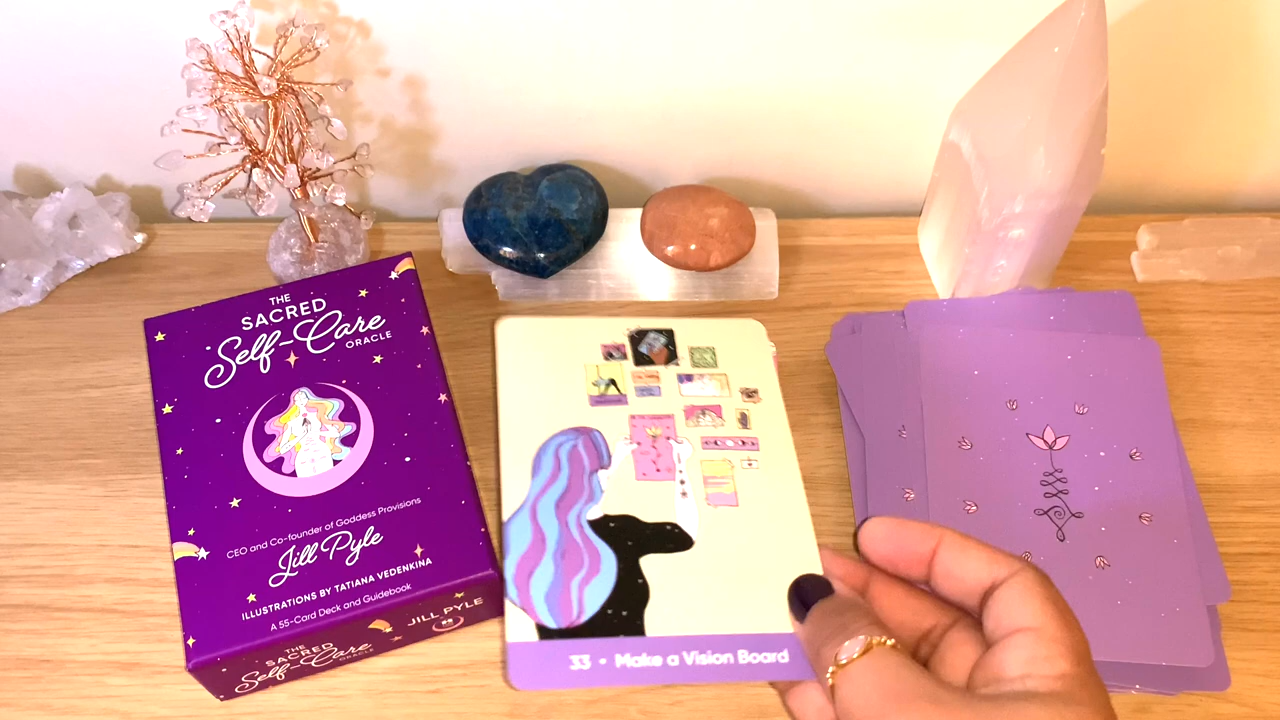 THE
SACRED
Self-Care
ORACLE
CEO and Co-founder of Goddess Provisions
Jill Pyle
ILLUSTRATIONS BY TATIANA VEDENKINA
A 55-Card Deck and Guidebook
THE
SACRED
Self-Care
ORACLE
JILL PYLE
33 • Make a Vision Board